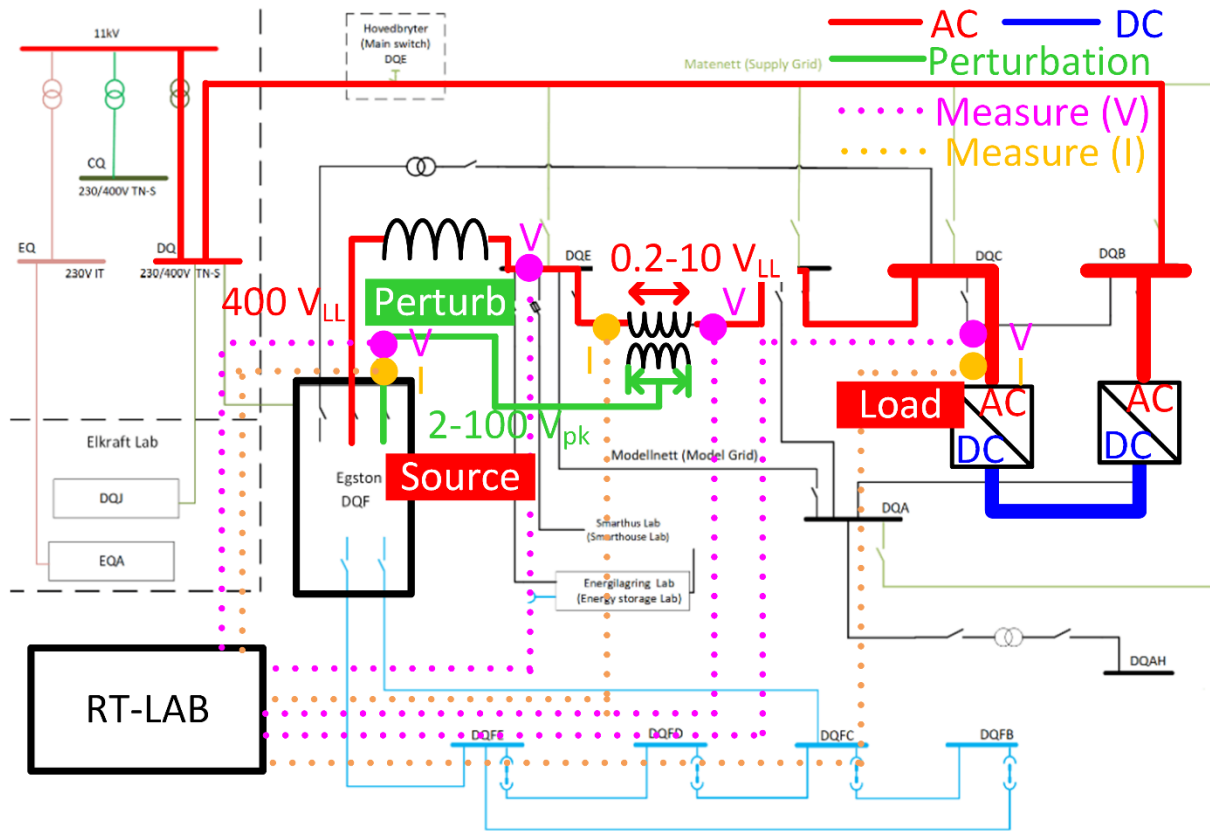 Hovedbryter
(Main switch)
DQE
AC
DC
11kV
Matenett (Supply Grid)
Perturbation
Measure (V)
Measure (I)
CQ
230/400V TN-S
EQ
230V IT
DQ
230/400V TN-S
V
DQE
0.2-10 VLL
DQC
DQB
400 VLL
Perturb
V
V
I
I
V
I
2-100 Vpk
Load
AC
DC
AC
DC
Elkraft Lab
DQJ
EQA
Egston
DQF
Source
Modellnett (Model Grid)
DQA
Smarthus Lab
(Smarthouse Lab)
Energilagring Lab
(Energy storage Lab)
DQAH
RT-LAB
DQFD
DQFC
DQFB